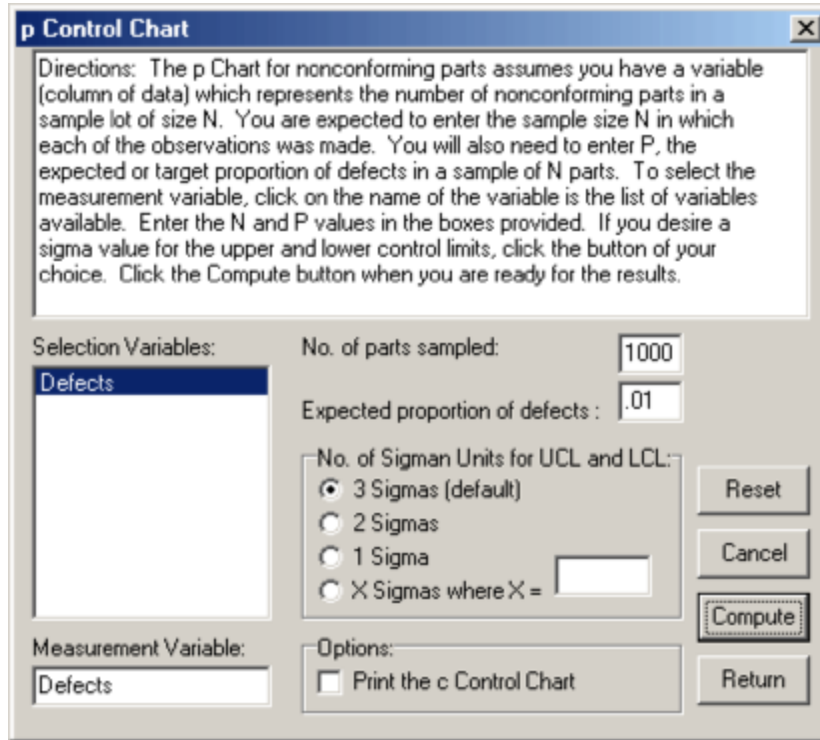 p Control Chart
Directions:  The p Chart for nonconforming parts assumes you have a variable
(column of data) which represents the number of nonconforming parts in a
sample lot of size N.  You are expected to enter the sample size N in which
each of the observations was made.  You will also need to enter P, the
expected or target proportion of defects in a sample of N parts.  To select the
measurement variable, click on the name of the variable is the list of variables
available.  Enter the N and P values in the boxes provided.  If you desire a
sigma value for the upper and lower control limits, click the button of your
choice.  Click the Compute button when you are ready for the results.
Selection Variables:
Defects
No. of parts sampled:
1000
Expected proportion of defects :
.01
No. of Sigman Units for UCL and LCL:
3 Sigmas (default)
2 Sigmas
1 Sigma
X Sigmas where X =
Reset
Cancel
Compute
Return
Measurement Variable:
Defects
Options:
Print the c Control Chart